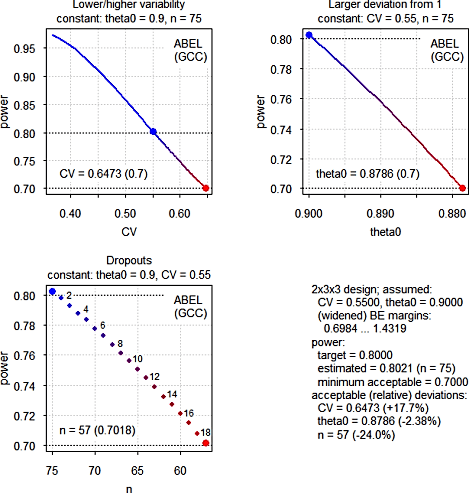 Lower/higher variability
constant: theta0 = 0.9, n = 75
ABEL
(GCC)
power
0.95
0.90
0.85
0.80
0.75
0.70
CV = 0.6473 (0.7)
0.40
0.50
0.60
CV
Larger deviation from 1
constant: CV = 0.55, n = 75
ABEL
(GCC)
power
0.80
0.78
0.76
0.74
0.72
0.70
theta0 = 0.8786 (0.7)
0.900
0.890
0.880
theta0
Dropouts
constant: theta0 = 0.9, CV = 0.55
ABEL
(GCC)
power
0.80
0.78
0.76
0.74
0.72
0.70
2
4
6
8
10
12
14
16
18
n = 57 (0.7018)
75
70
65
60
n
2x3x3 design; assumed:
CV = 0.5500, theta0 = 0.9000
(widened) BE margins:
0.6984 ... 1.4319
power:
target = 0.8000
estimated = 0.8021 (n = 75)
minimum acceptable = 0.7000
acceptable (relative) deviations:
CV = 0.6473 (+17.7%)
theta0 = 0.8786 (-2.38%)
n = 57 (-24.0%)